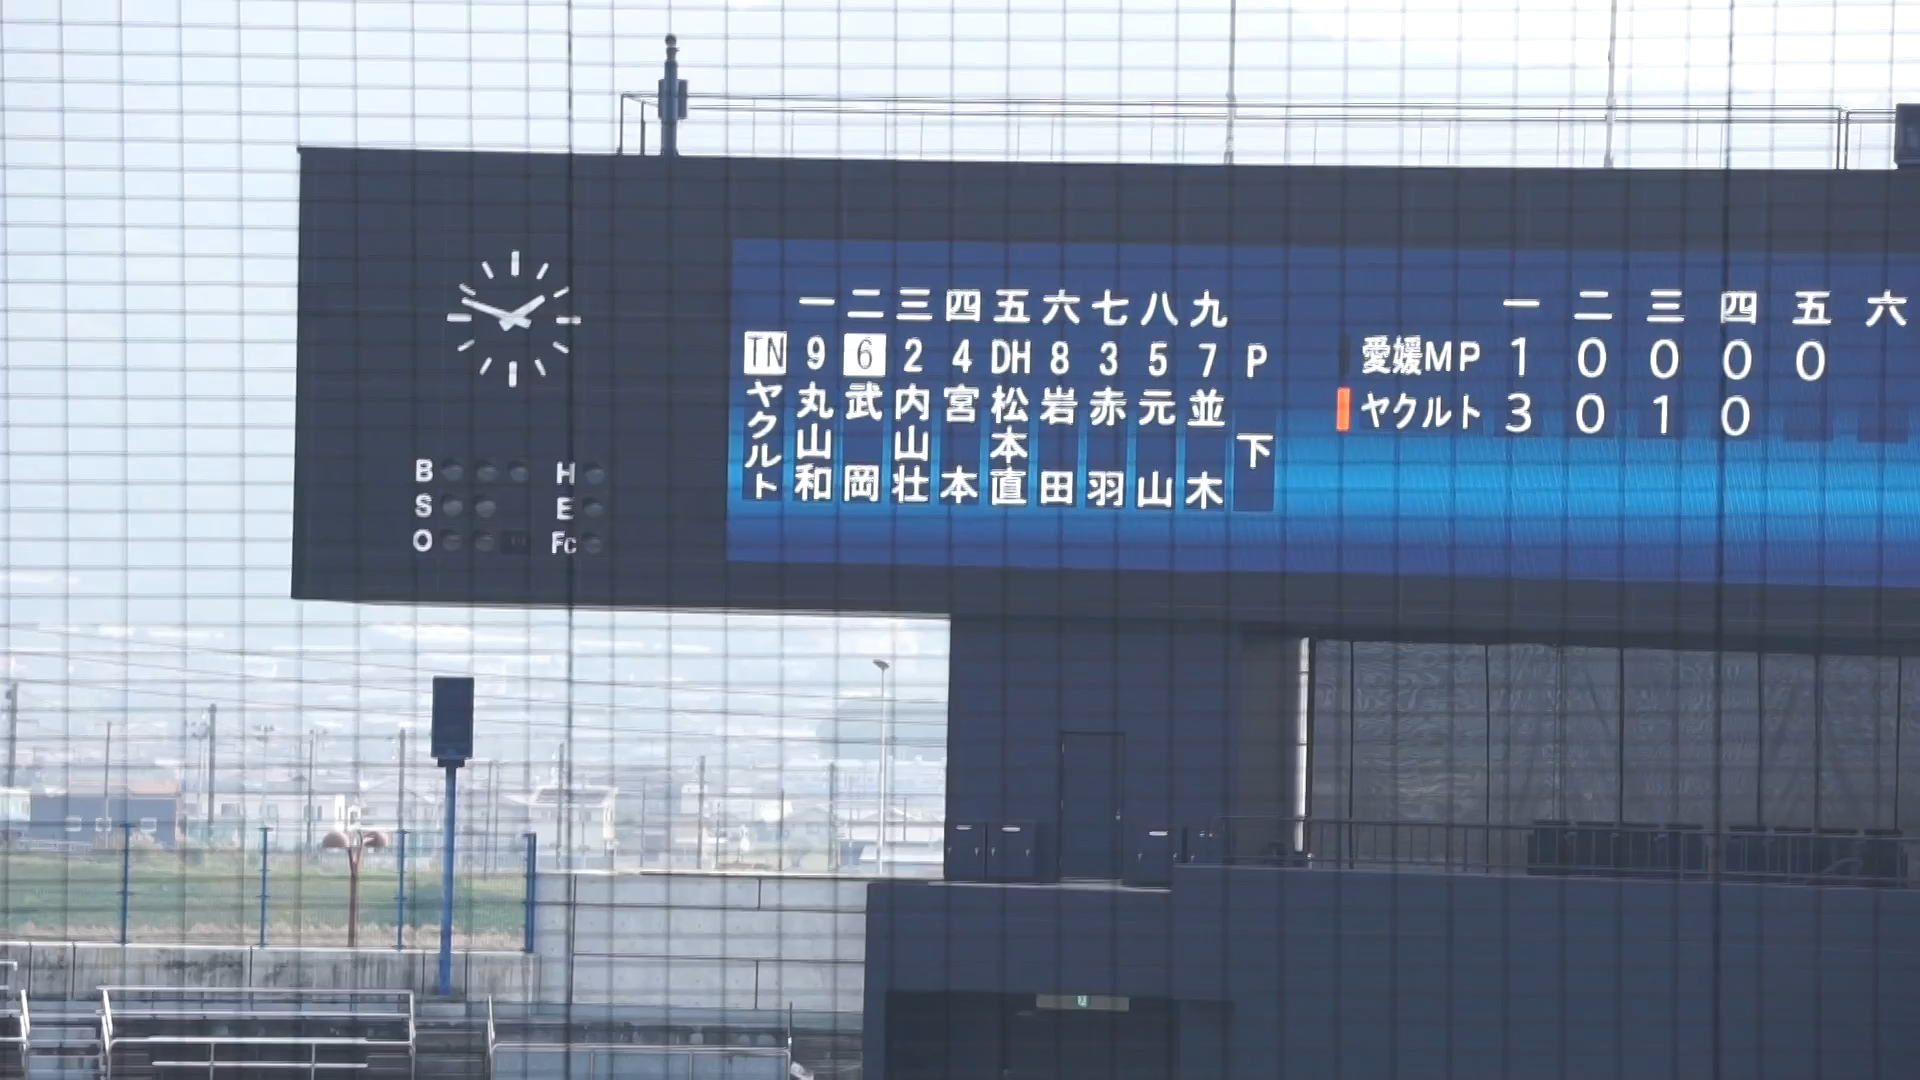 一 二 三 四 五 六 七 八 九
TN 9 6 2 4 DH 8 3 5 7 P
ヤクルト 丸山和 武岡 内山壮 宮本 松本直 岩田 赤羽 元山 並木 下
一 二 三 四 五 六
愛媛MP 1 0 0 0 0
ヤクルト 3 0 1 0
B H
S E
O Fc